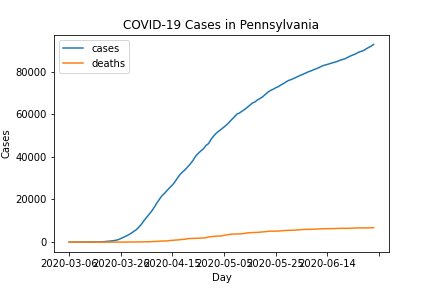 COVID-19 Cases in Pennsylvania
cases
deaths
Cases
80000
60000
40000
20000
0
2020-03-06 2020-03-26 2020-04-15 2020-05-05 2020-05-25 2020-06-14
Day